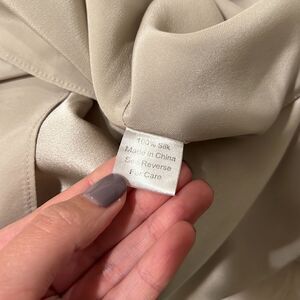 100% Silk
Made in China
See Reverse
For Care